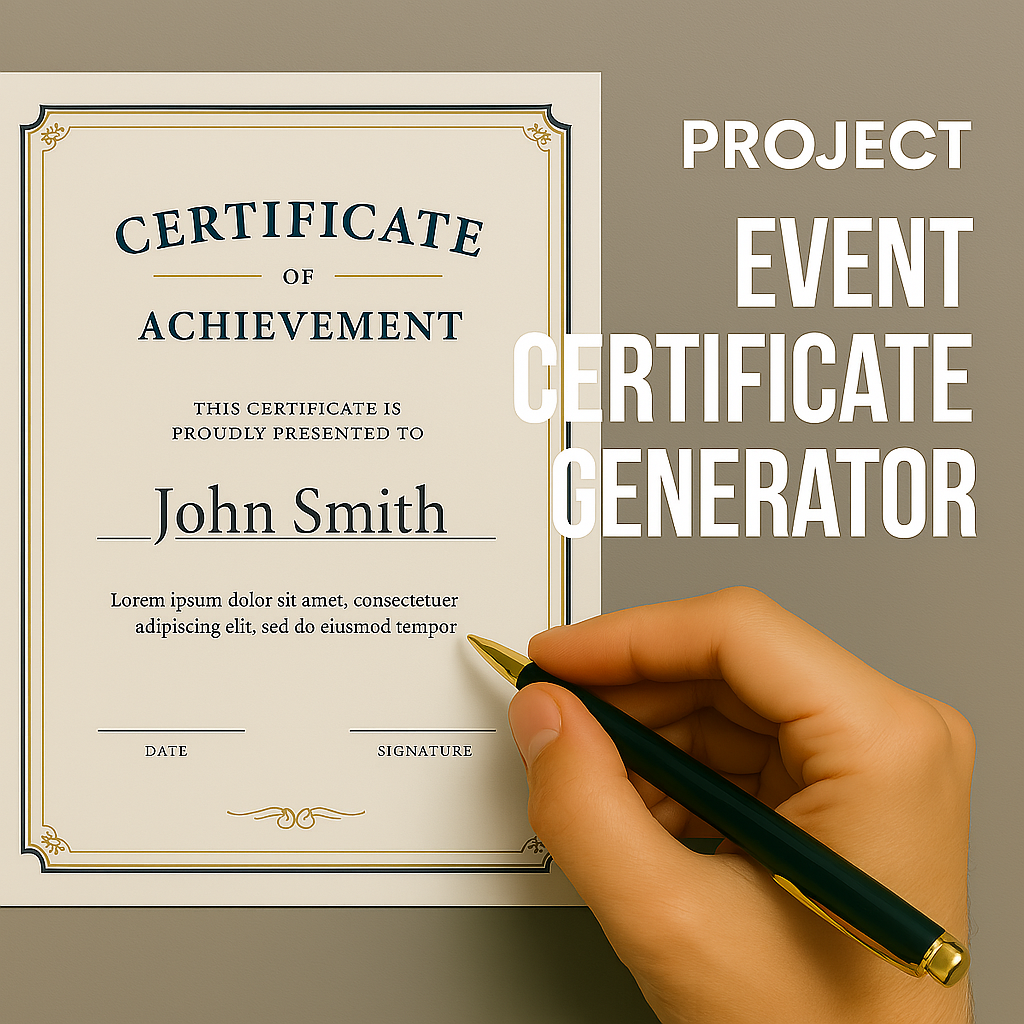 CERTIFICATE
OF
ACHIEVEMENT
THIS CERTIFICATE IS
PROUDLY PRESENTED TO
John Smith
Lorem ipsum dolor sit amet, consectetuer
adipiscing elit, sed do eiusmod tempor
DATE
SIGNATURE
PROJECT
EVENT
CERTIFICATE
GENERATOR